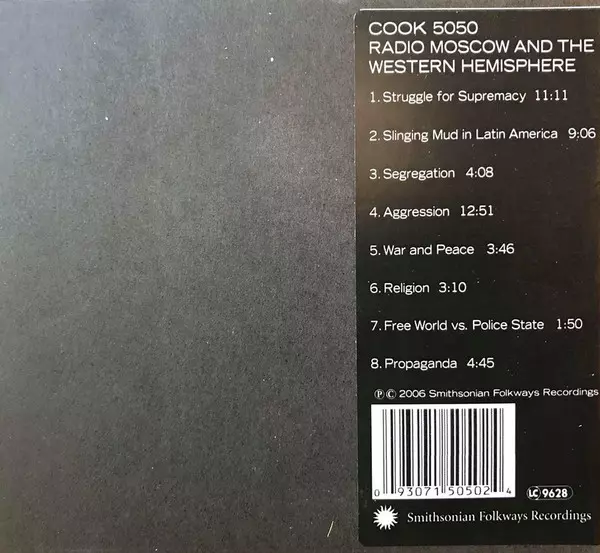 COOK 5050
RADIO MOSCOW AND THE
WESTERN HEMISPHERE
1. Struggle for Supremacy 11:11
2. Slinging Mud in Latin America 9:06
3. Segregation 4:08
4. Aggression 12:51
5. War and Peace 3:46
6. Religion 3:10
7. Free World vs. Police State 1:50
8. Propaganda 4:45
Ⓟ © 2006 Smithsonian Folkways Recordings
0 93071 50502 4
LC 9628
Smithsonian Folkways Recordings